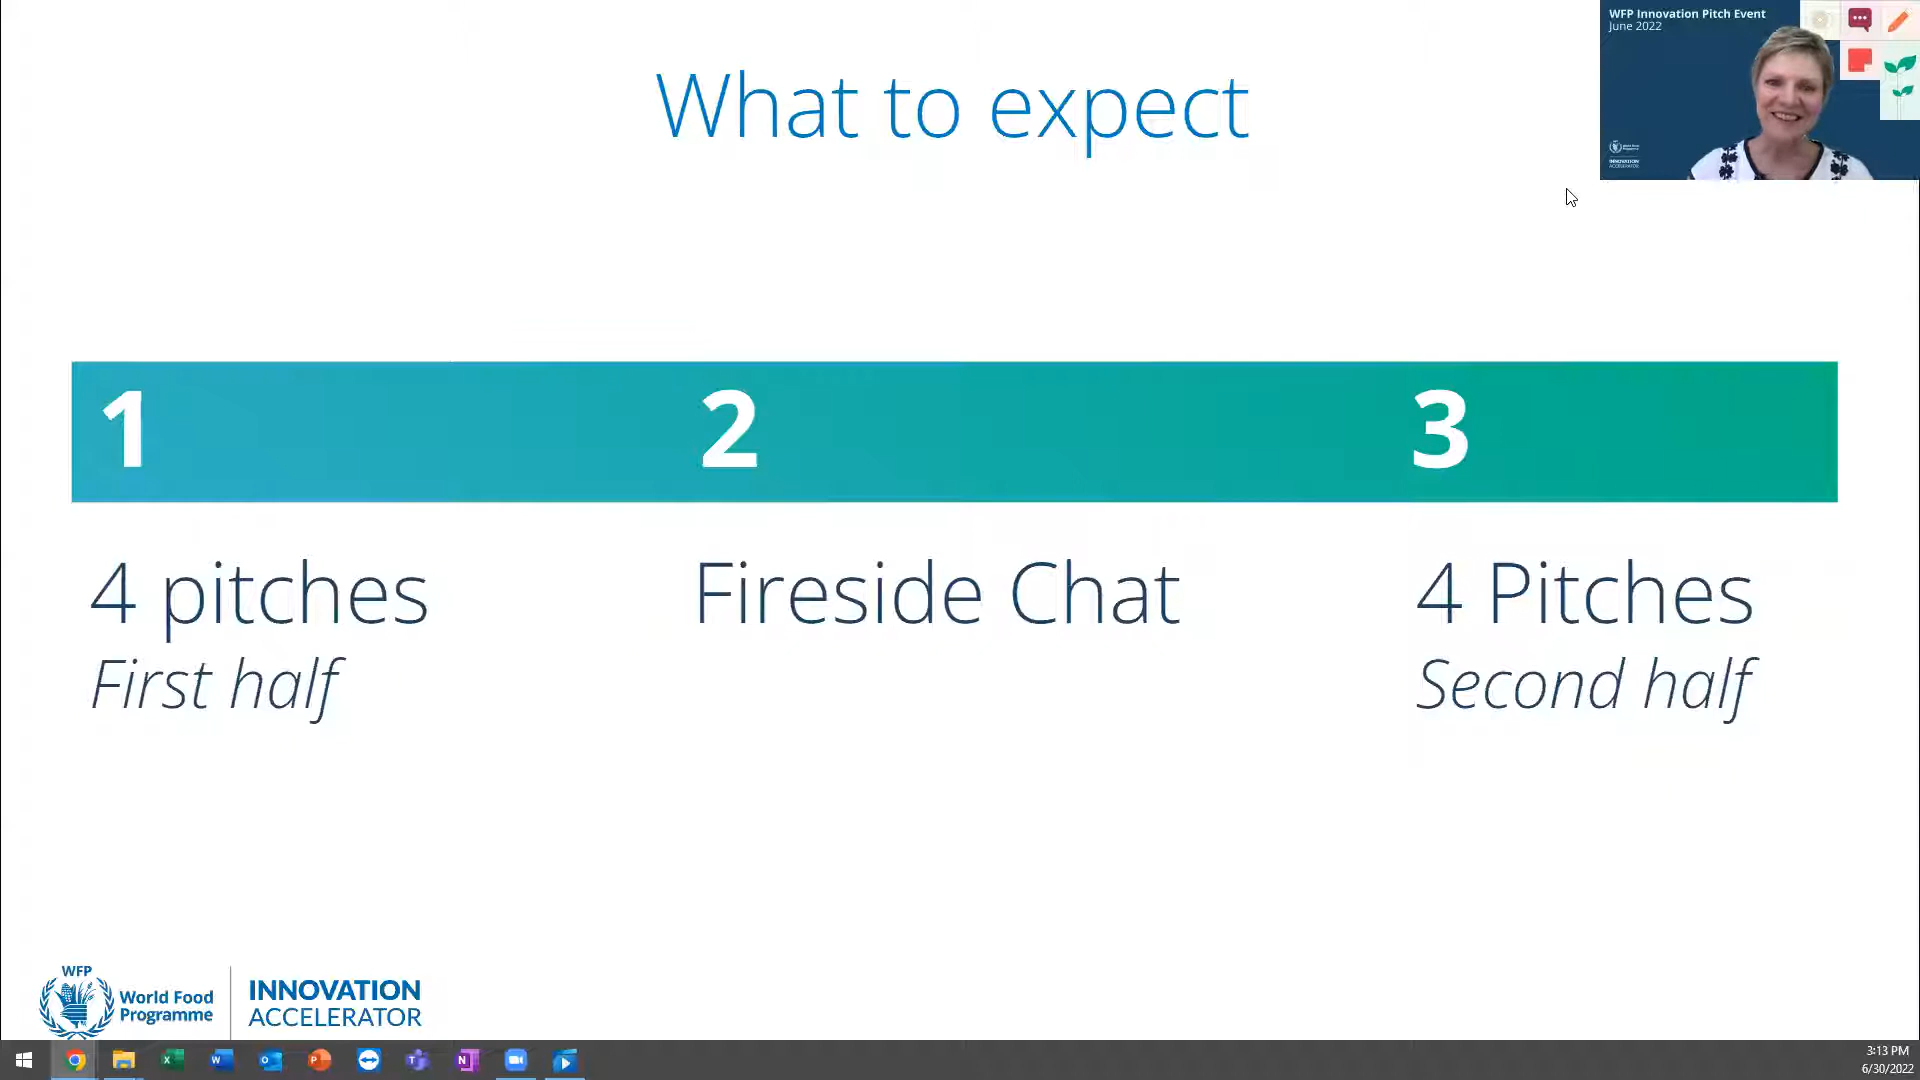 WFP Innovation Pitch Event
June 2022
What to expect
1
2
3
4 pitches
First half
Fireside Chat
4 Pitches
Second half
WFP
World Food
Programme
INNOVATION
ACCELERATOR
3:13 PM
6/30/2022